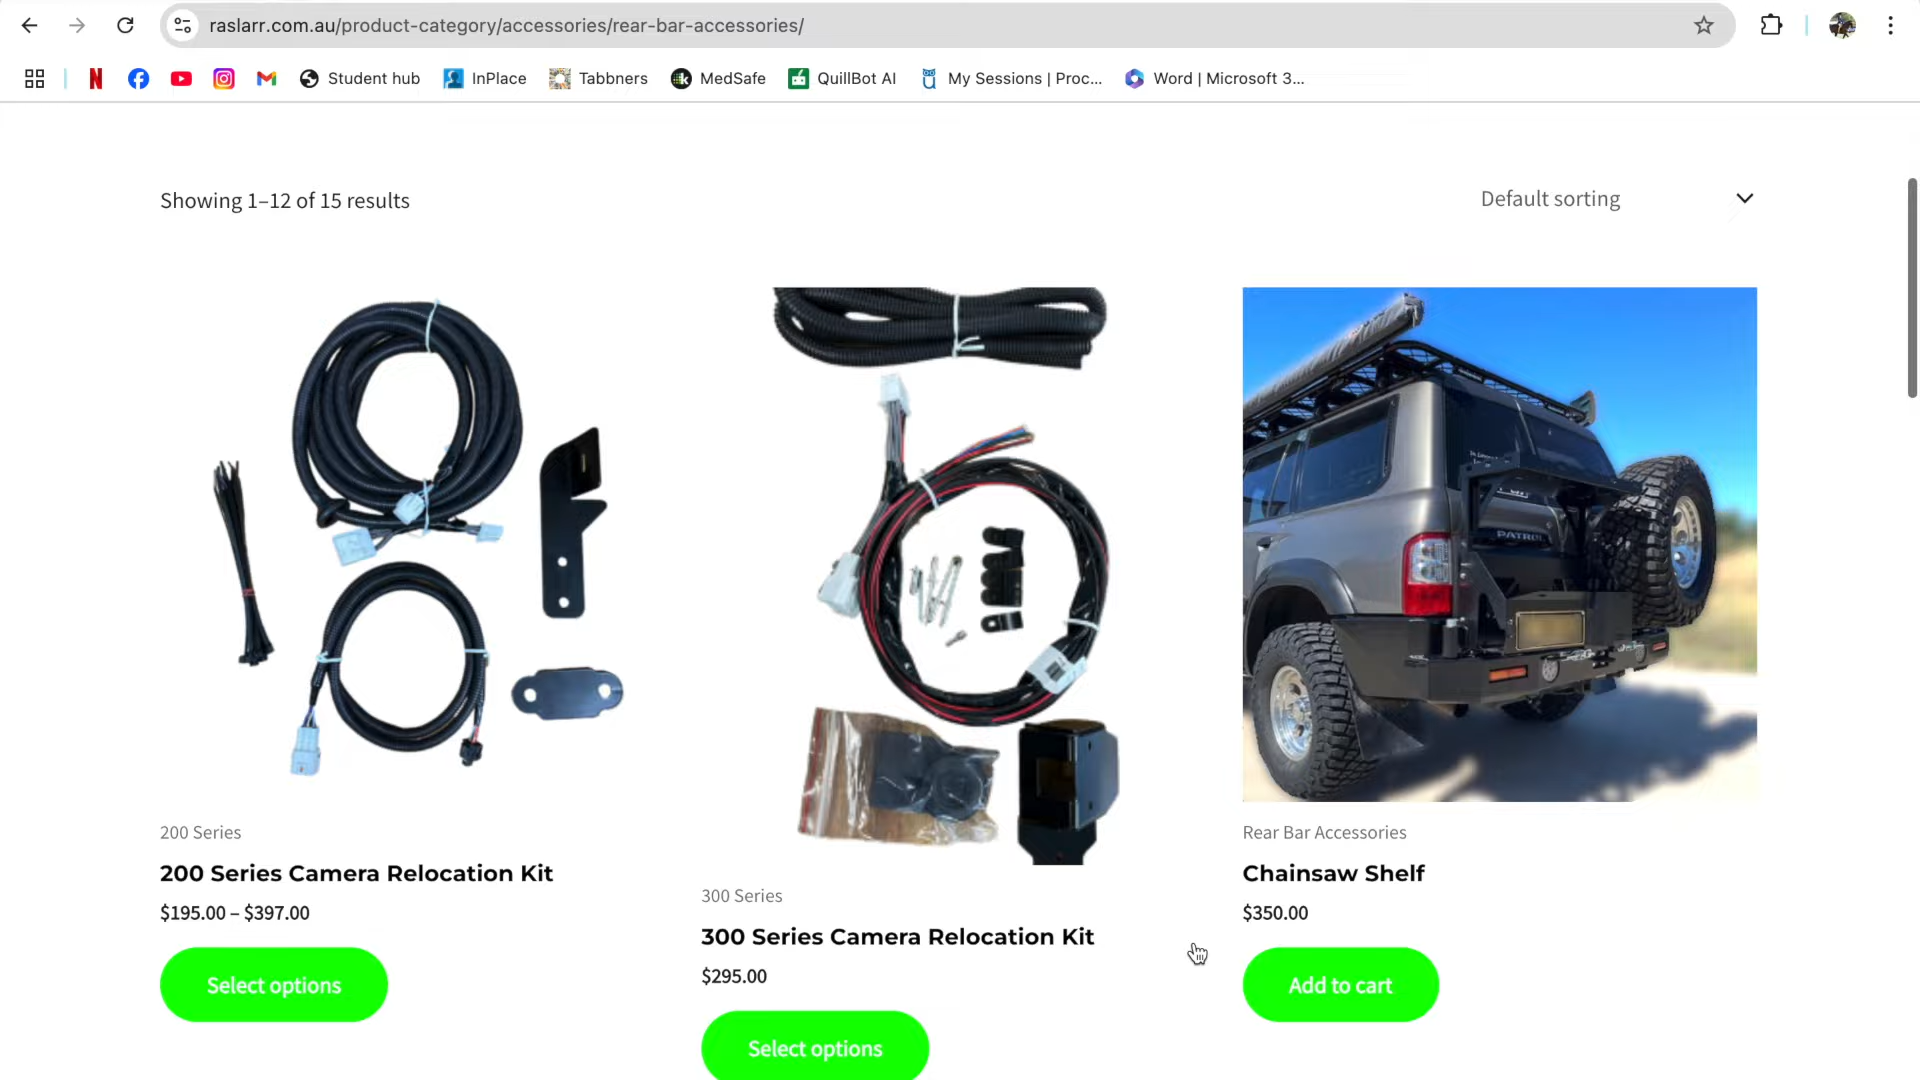 raslarr.com.au/product-category/accessories/rear-bar-accessories/
Student hub
InPlace
Tabbners
MedSafe
QuillBot AI
My Sessions | Proc...
Word | Microsoft 3...
Showing 1–12 of 15 results
Default sorting
PATROL
200 Series
200 Series Camera Relocation Kit
$195.00 – $397.00
Select options
300 Series
300 Series Camera Relocation Kit
$295.00
Select options
Rear Bar Accessories
Chainsaw Shelf
$350.00
Add to cart